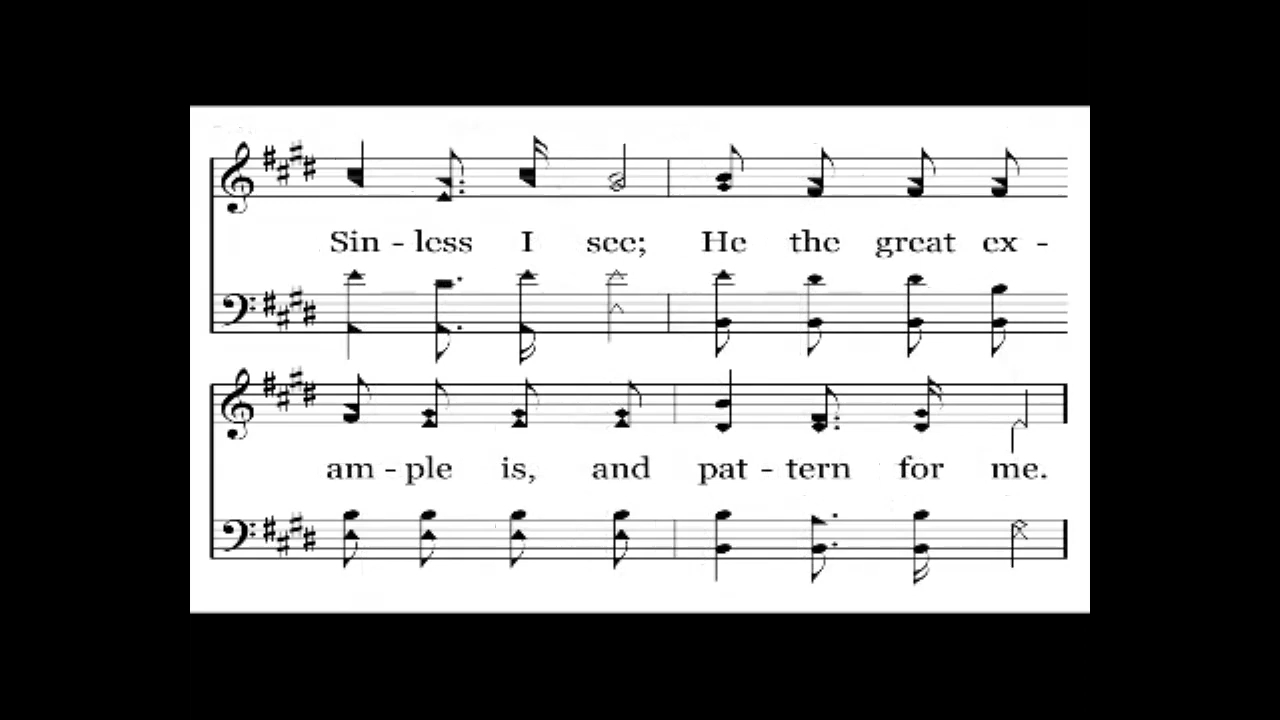 Sin - less I see; He the great ex -
am - ple is, and pat - tern for me.